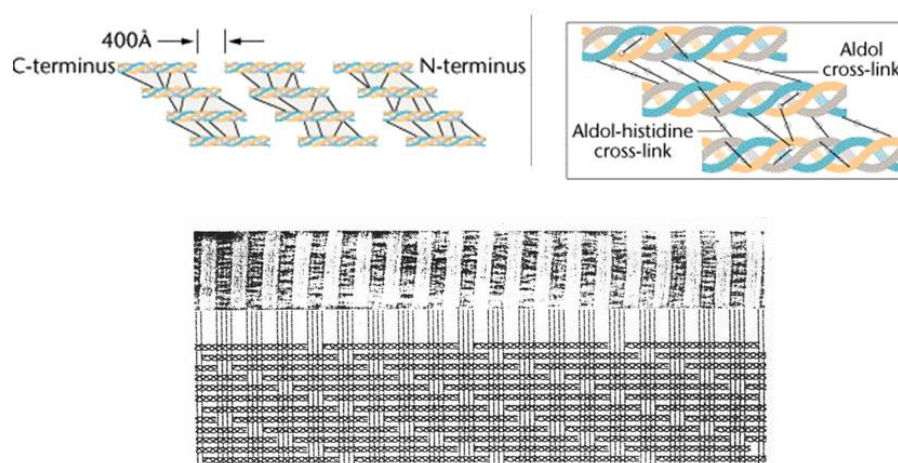 400Å
C-terminus
N-terminus
Aldol
cross-link
Aldol-histidine
cross-link